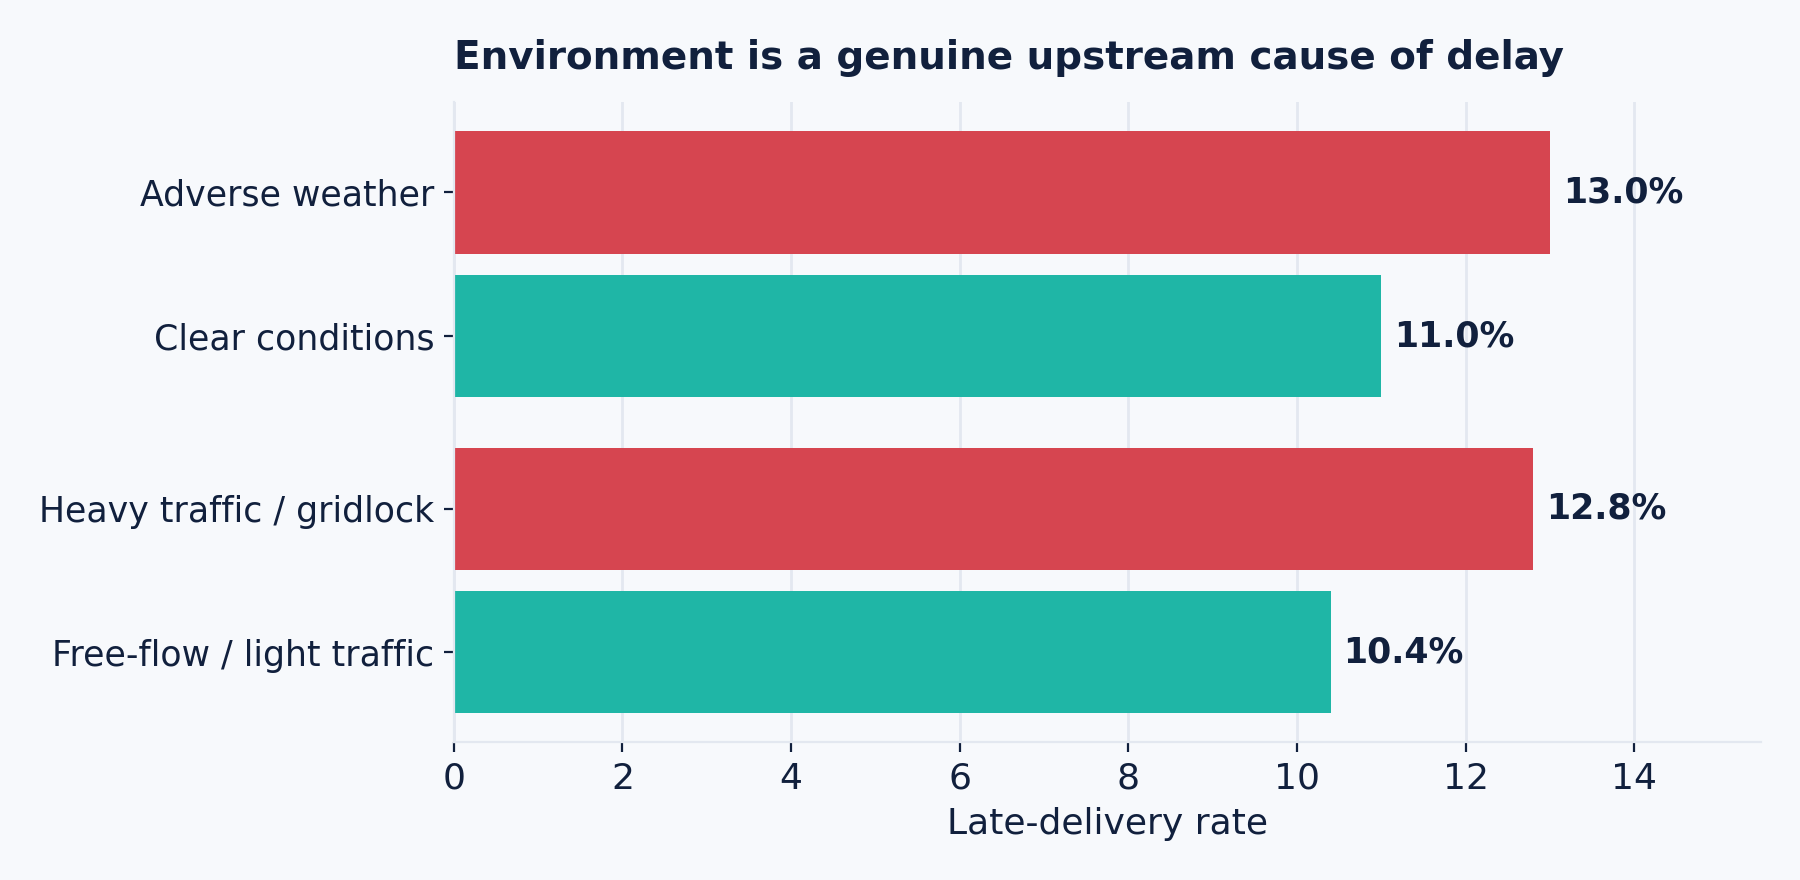 Environment is a genuine upstream cause of delay
Adverse weather
13.0%
Clear conditions
11.0%
Heavy traffic / gridlock
12.8%
Free-flow / light traffic
10.4%
0 2 4 6 8 10 12 14
Late-delivery rate